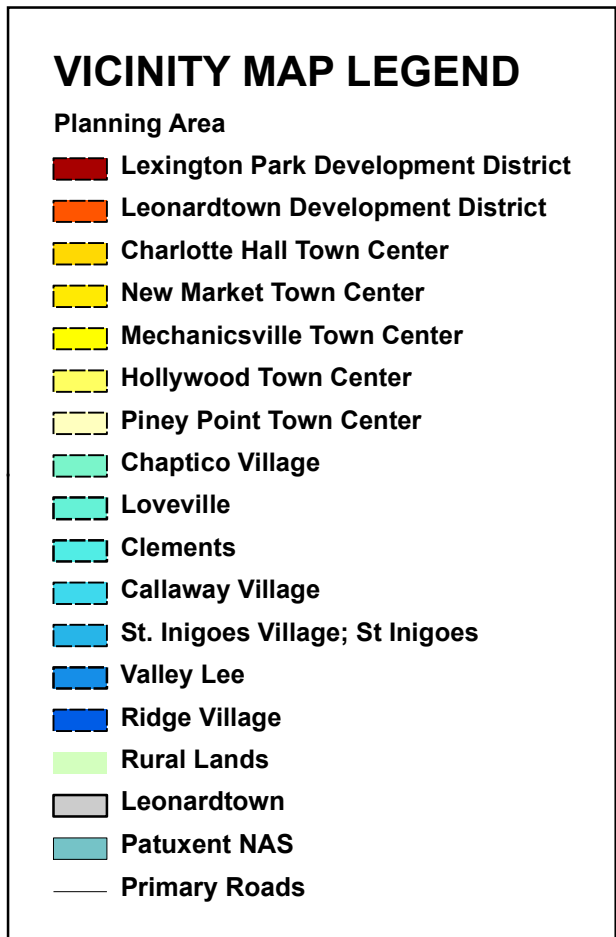 VICINITY MAP LEGEND
Planning Area
Lexington Park Development District
Leonardtown Development District
Charlotte Hall Town Center
New Market Town Center
Mechanicsville Town Center
Hollywood Town Center
Piney Point Town Center
Chaptico Village
Loveville
Clements
Callaway Village
St. Inigoes Village; St Inigoes
Valley Lee
Ridge Village
Rural Lands
Leonardtown
Patuxent NAS
Primary Roads